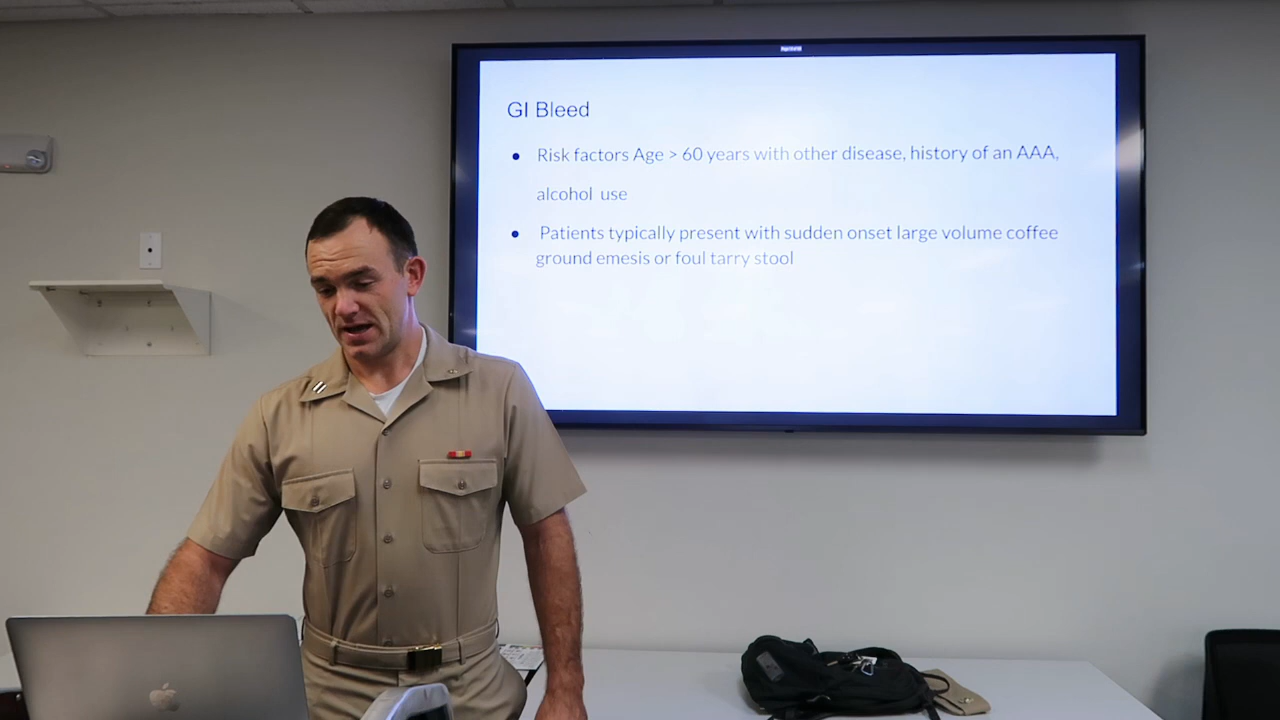 GI Bleed
Risk factors Age > 60 years with other disease, history of an AAA,
alcohol use
Patients typically present with sudden onset large volume coffee
ground emesis or foul tarry stool